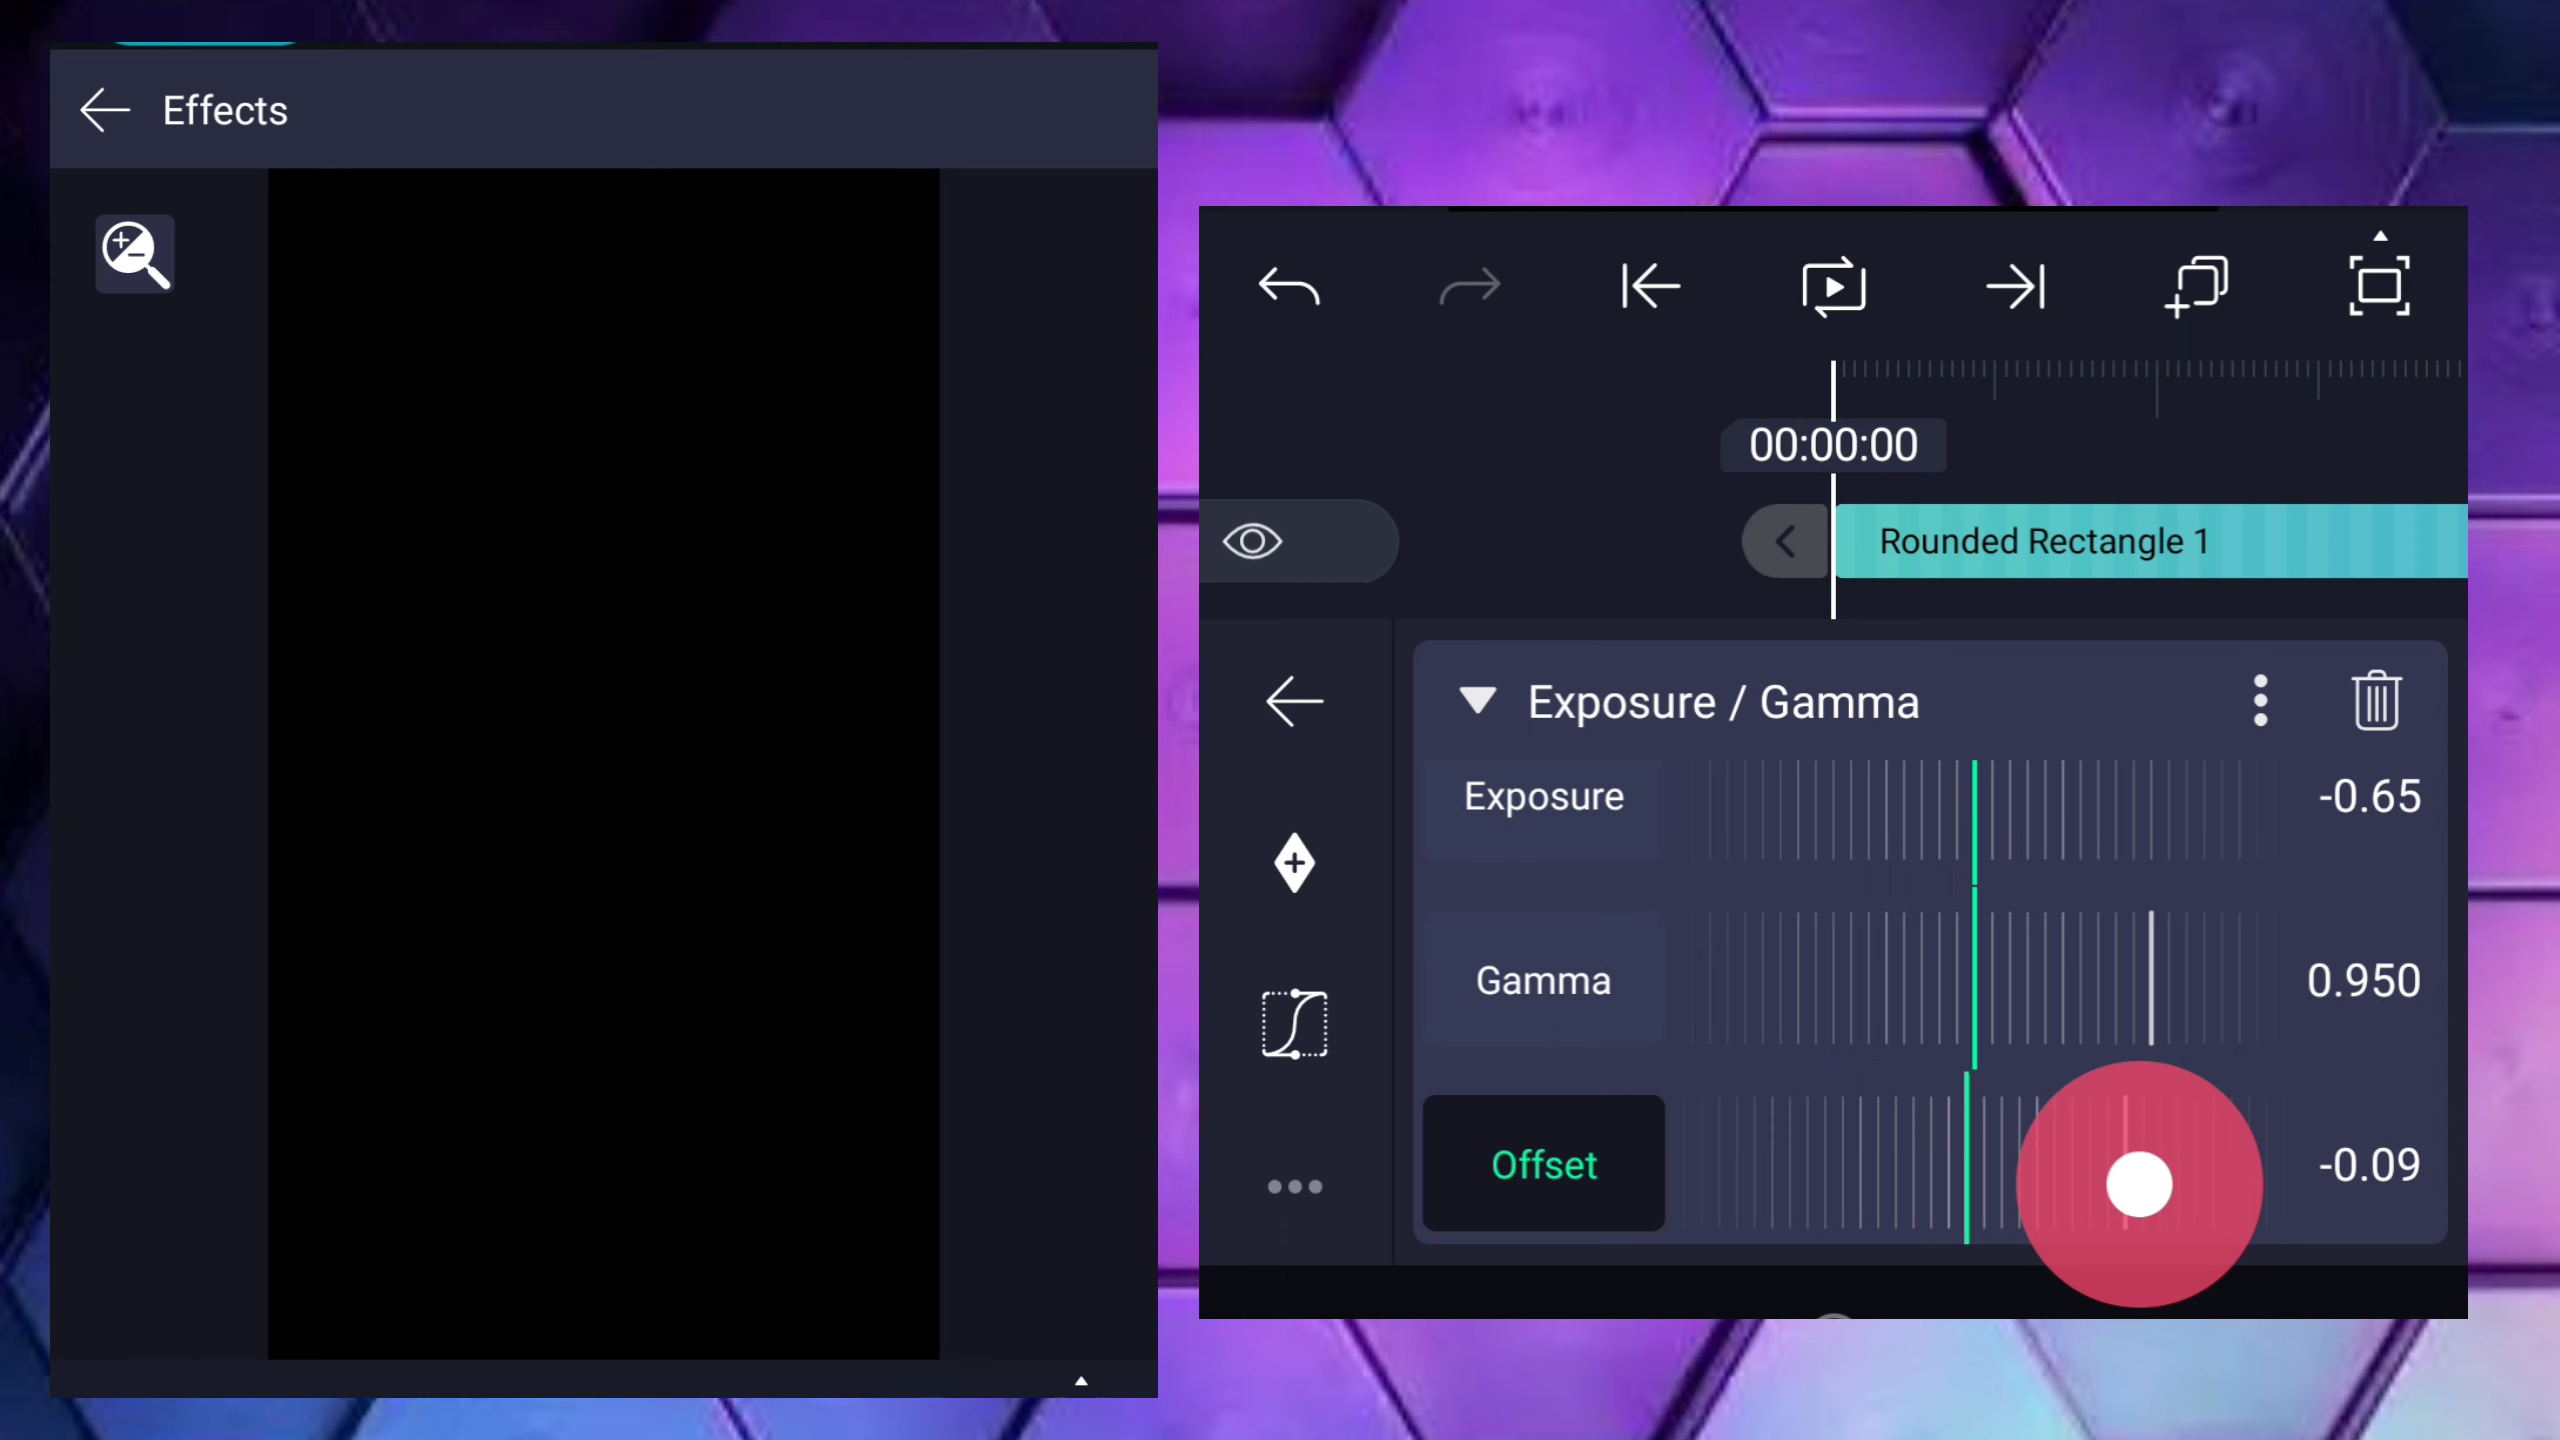 Effects
00:00:00
Rounded Rectangle 1
Exposure / Gamma
Exposure -0.65
Gamma 0.950
Offset -0.09